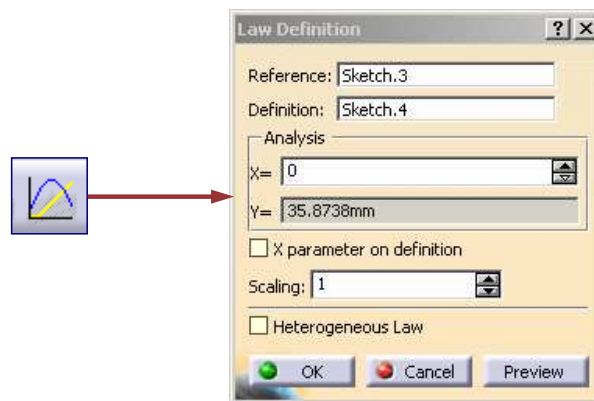 Law Definition ? X
Reference: Sketch.3
Definition: Sketch.4
Analysis
X= 0
Y= 35.8738mm
X parameter on definition
Scaling: 1
Heterogeneous Law
OK Cancel Preview